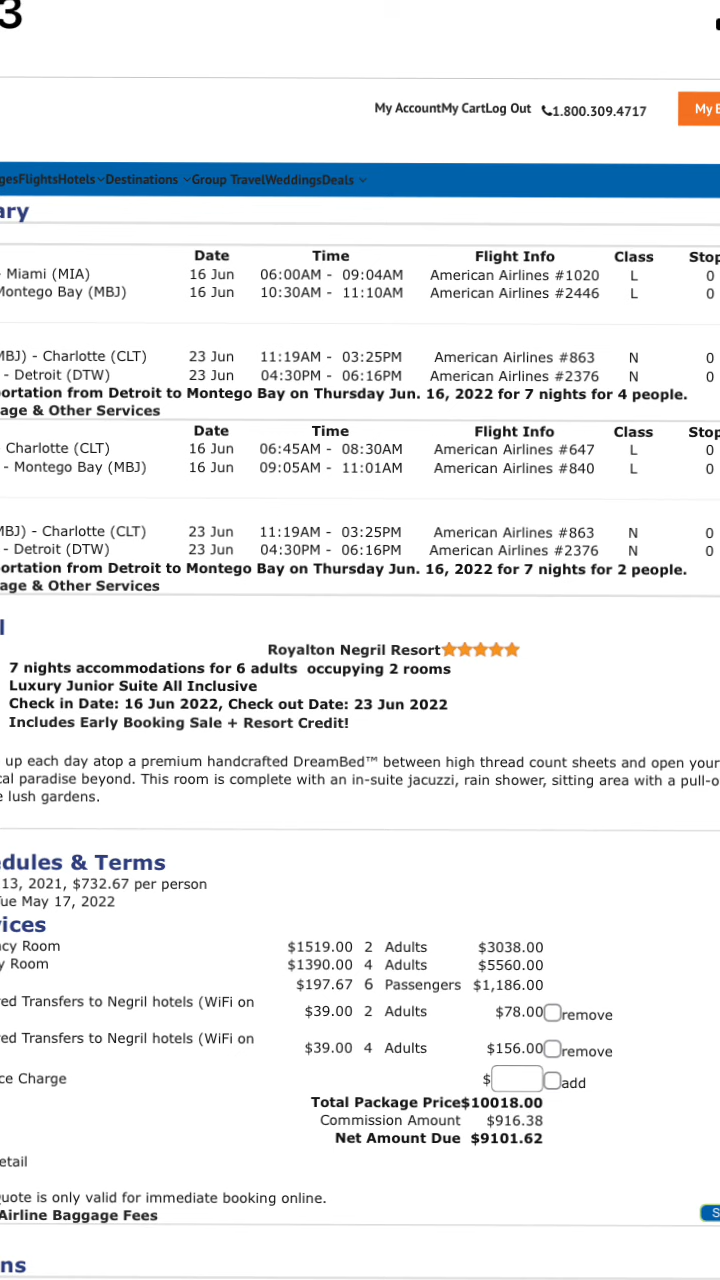 3
My AccountMy CartLog Out 1.800.309.4717 My
gesFlightsHotels Destinations Group TravelWeddingsDeals
ary
Date Time Flight Info Class Stop
- Miami (MIA) 16 Jun 06:00AM - 09:04AM American Airlines #1020 L 0
Montego Bay (MBJ) 16 Jun 10:30AM - 11:10AM American Airlines #2446 L 0
MBJ) - Charlotte (CLT) 23 Jun 11:19AM - 03:25PM American Airlines #863 N 0
- Detroit (DTW) 23 Jun 04:30PM - 06:16PM American Airlines #2376 N 0
ortation from Detroit to Montego Bay on Thursday Jun. 16, 2022 for 7 nights for 4 people.
age & Other Services
Date Time Flight Info Class Stop
Charlotte (CLT) 16 Jun 06:45AM - 08:30AM American Airlines #647 L 0
- Montego Bay (MBJ) 16 Jun 09:05AM - 11:01AM American Airlines #840 L 0
MBJ) - Charlotte (CLT) 23 Jun 11:19AM - 03:25PM American Airlines #863 N 0
- Detroit (DTW) 23 Jun 04:30PM - 06:16PM American Airlines #2376 N 0
ortation from Detroit to Montego Bay on Thursday Jun. 16, 2022 for 7 nights for 2 people.
age & Other Services
l
Royalton Negril Resort
7 nights accommodations for 6 adults occupying 2 rooms
Luxury Junior Suite All Inclusive
Check in Date: 16 Jun 2022, Check out Date: 23 Jun 2022
Includes Early Booking Sale + Resort Credit!
up each day atop a premium handcrafted DreamBed™ between high thread count sheets and open your
cal paradise beyond. This room is complete with an in-suite jacuzzi, rain shower, sitting area with a pull-o
e lush gardens.
edules & Terms
13, 2021, $732.67 per person
ue May 17, 2022
vices
ncy Room $1519.00 2 Adults $3038.00
y Room $1390.00 4 Adults $5560.00
$197.67 6 Passengers $1,186.00
ed Transfers to Negril hotels (WiFi on $39.00 2 Adults $78.00 remove
ed Transfers to Negril hotels (WiFi on $39.00 4 Adults $156.00 remove
ce Charge $ add
Total Package Price$10018.00
Commission Amount $916.38
Net Amount Due $9101.62
etail
uote is only valid for immediate booking online.
Airline Baggage Fees
S
ns